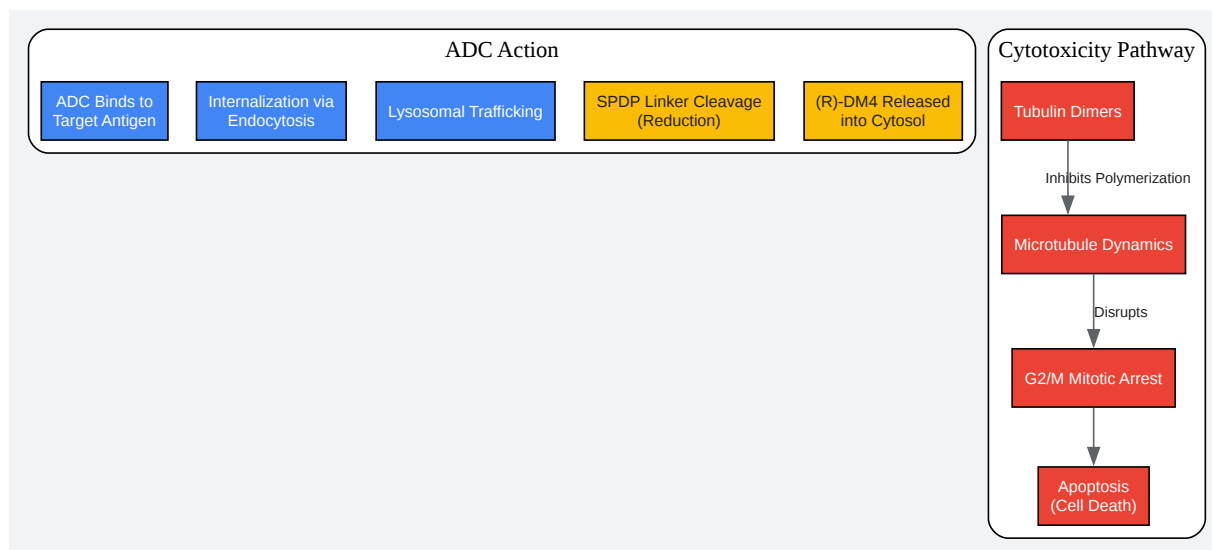 ADC Action
ADC Binds to
Target Antigen
Internalization via
Endocytosis
Lysosomal Trafficking
SPDP Linker Cleavage
(Reduction)
(R)-DM4 Released
into Cytosol
Cytotoxicity Pathway
Tubulin Dimers
Inhibits Polymerization
Microtubule Dynamics
Disrupts
G2/M Mitotic Arrest
Apoptosis
(Cell Death)